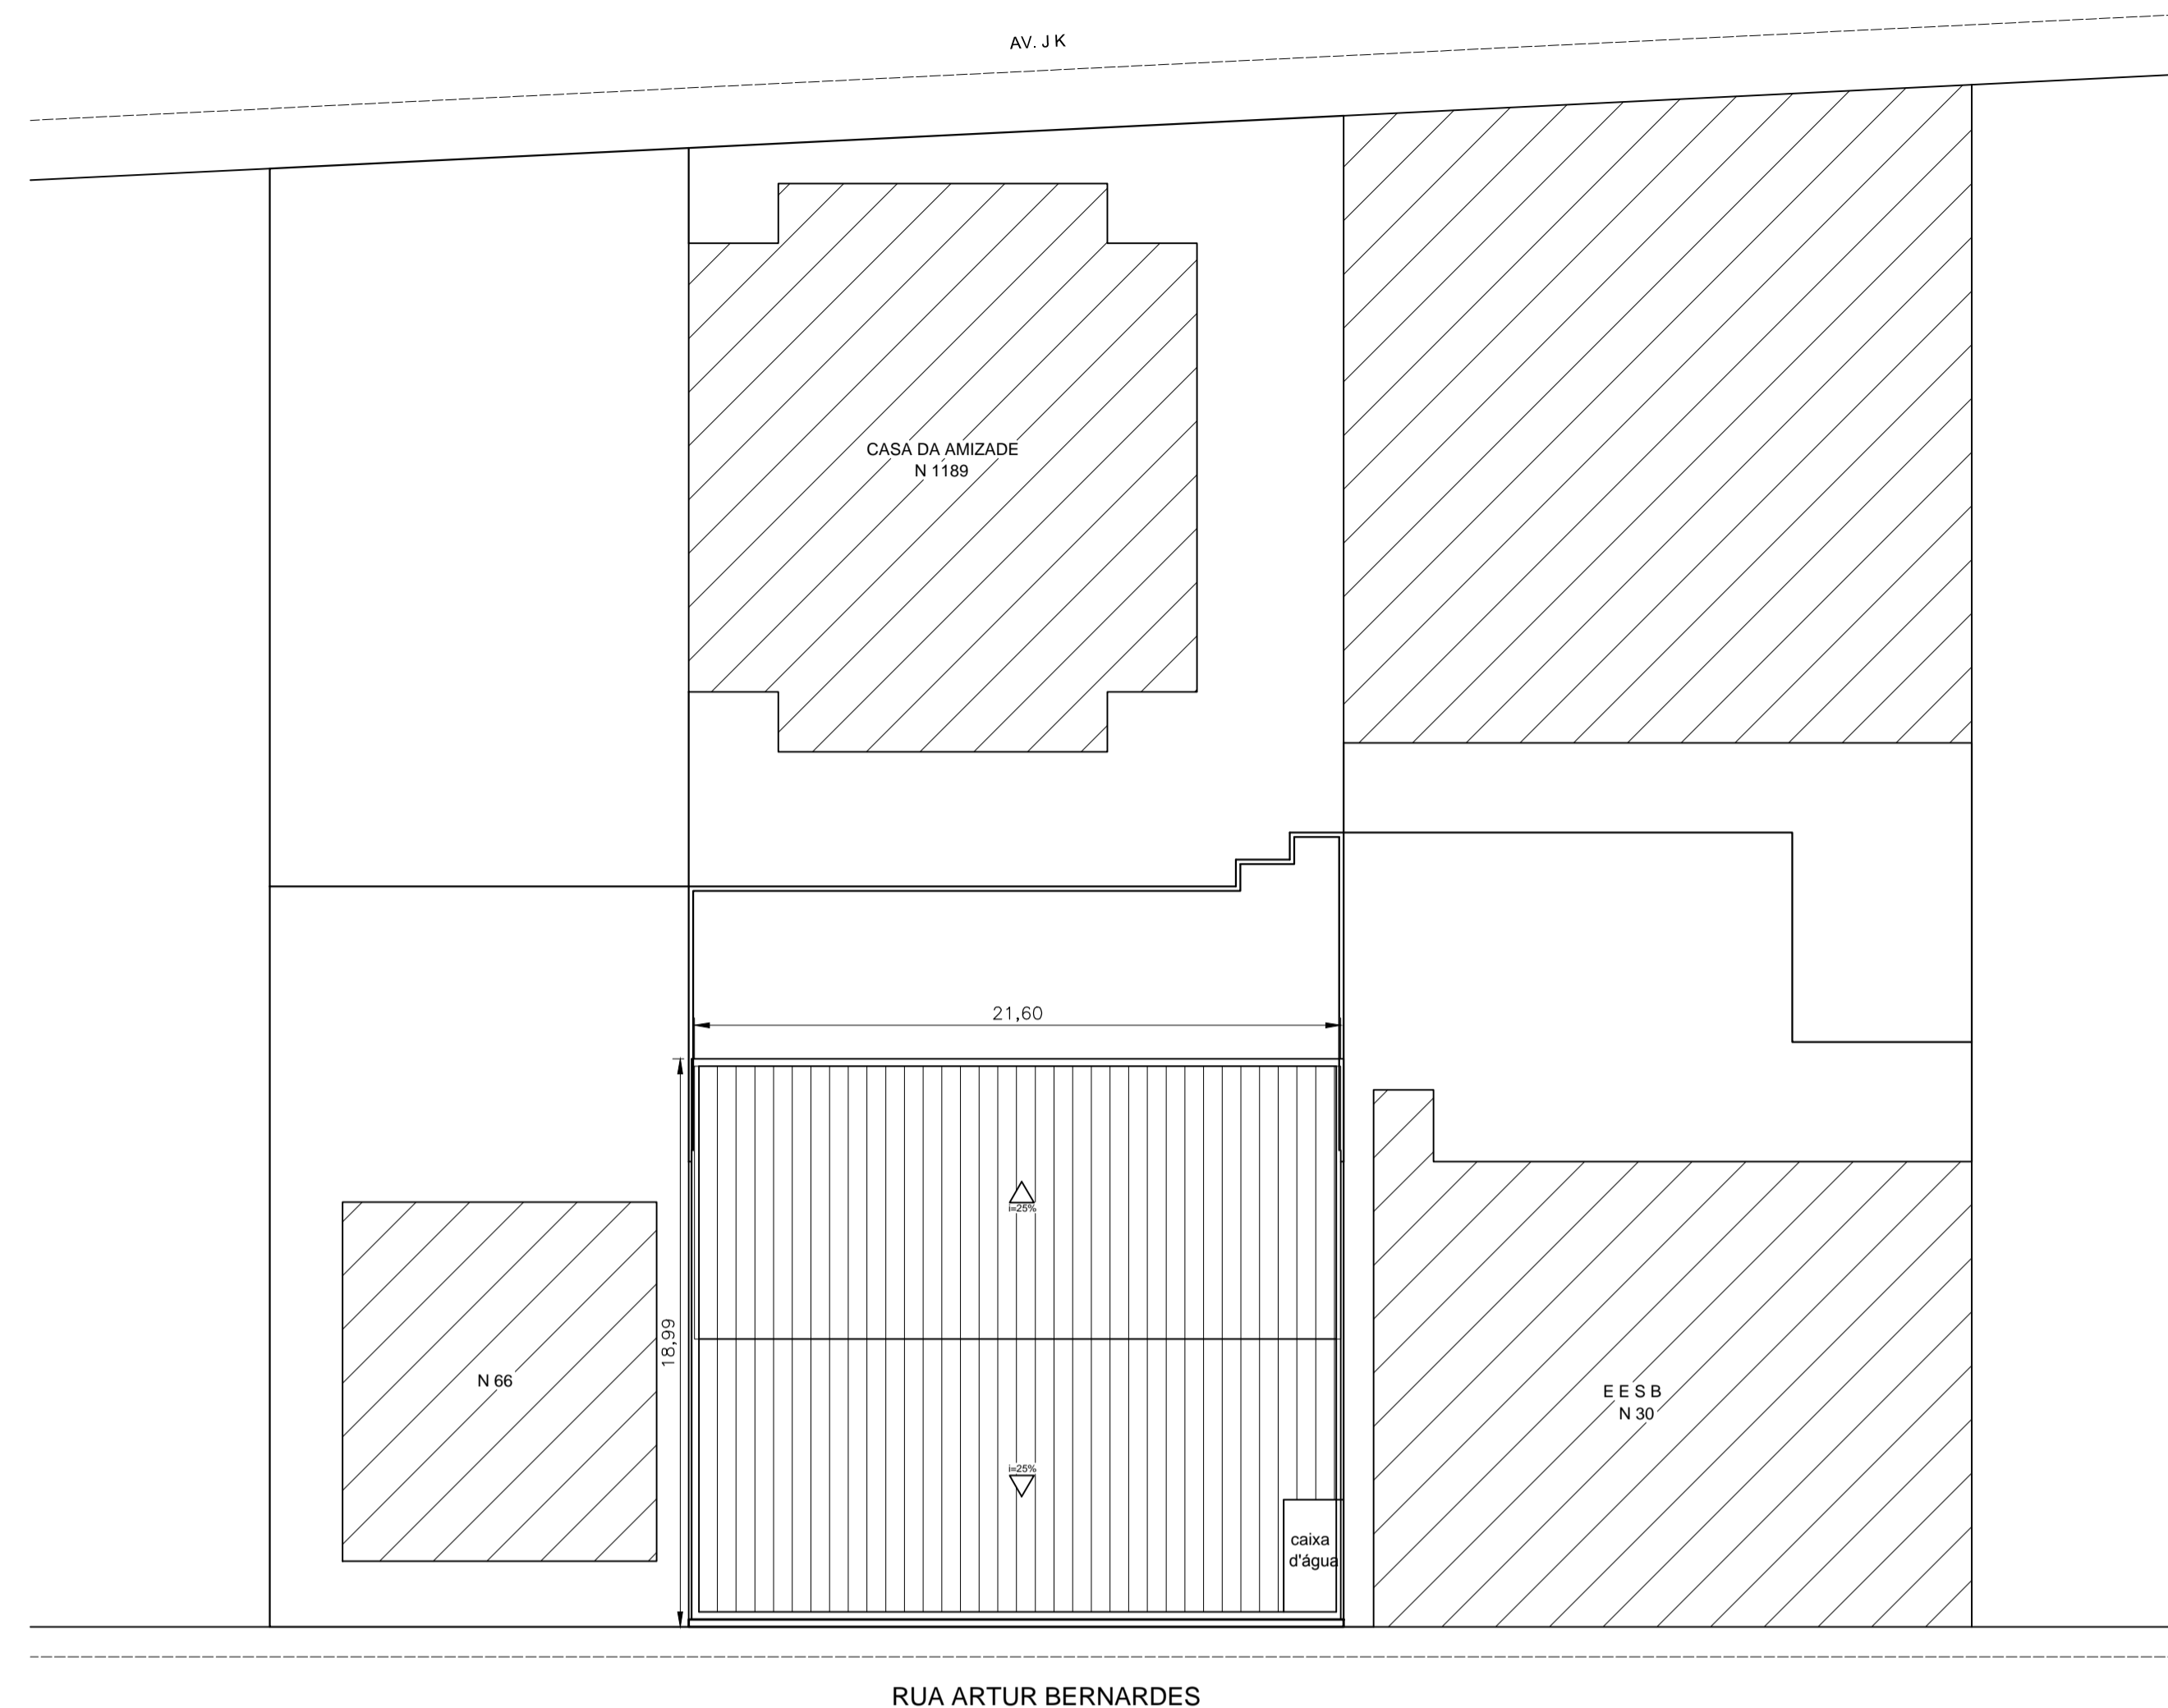 AV. J K
CASA DA AMIZADE
N 1189
21,60
i=25%
18,99
N 66
E E S B
N 30
i=25%
caixa
d'água
RUA ARTUR BERNARDES